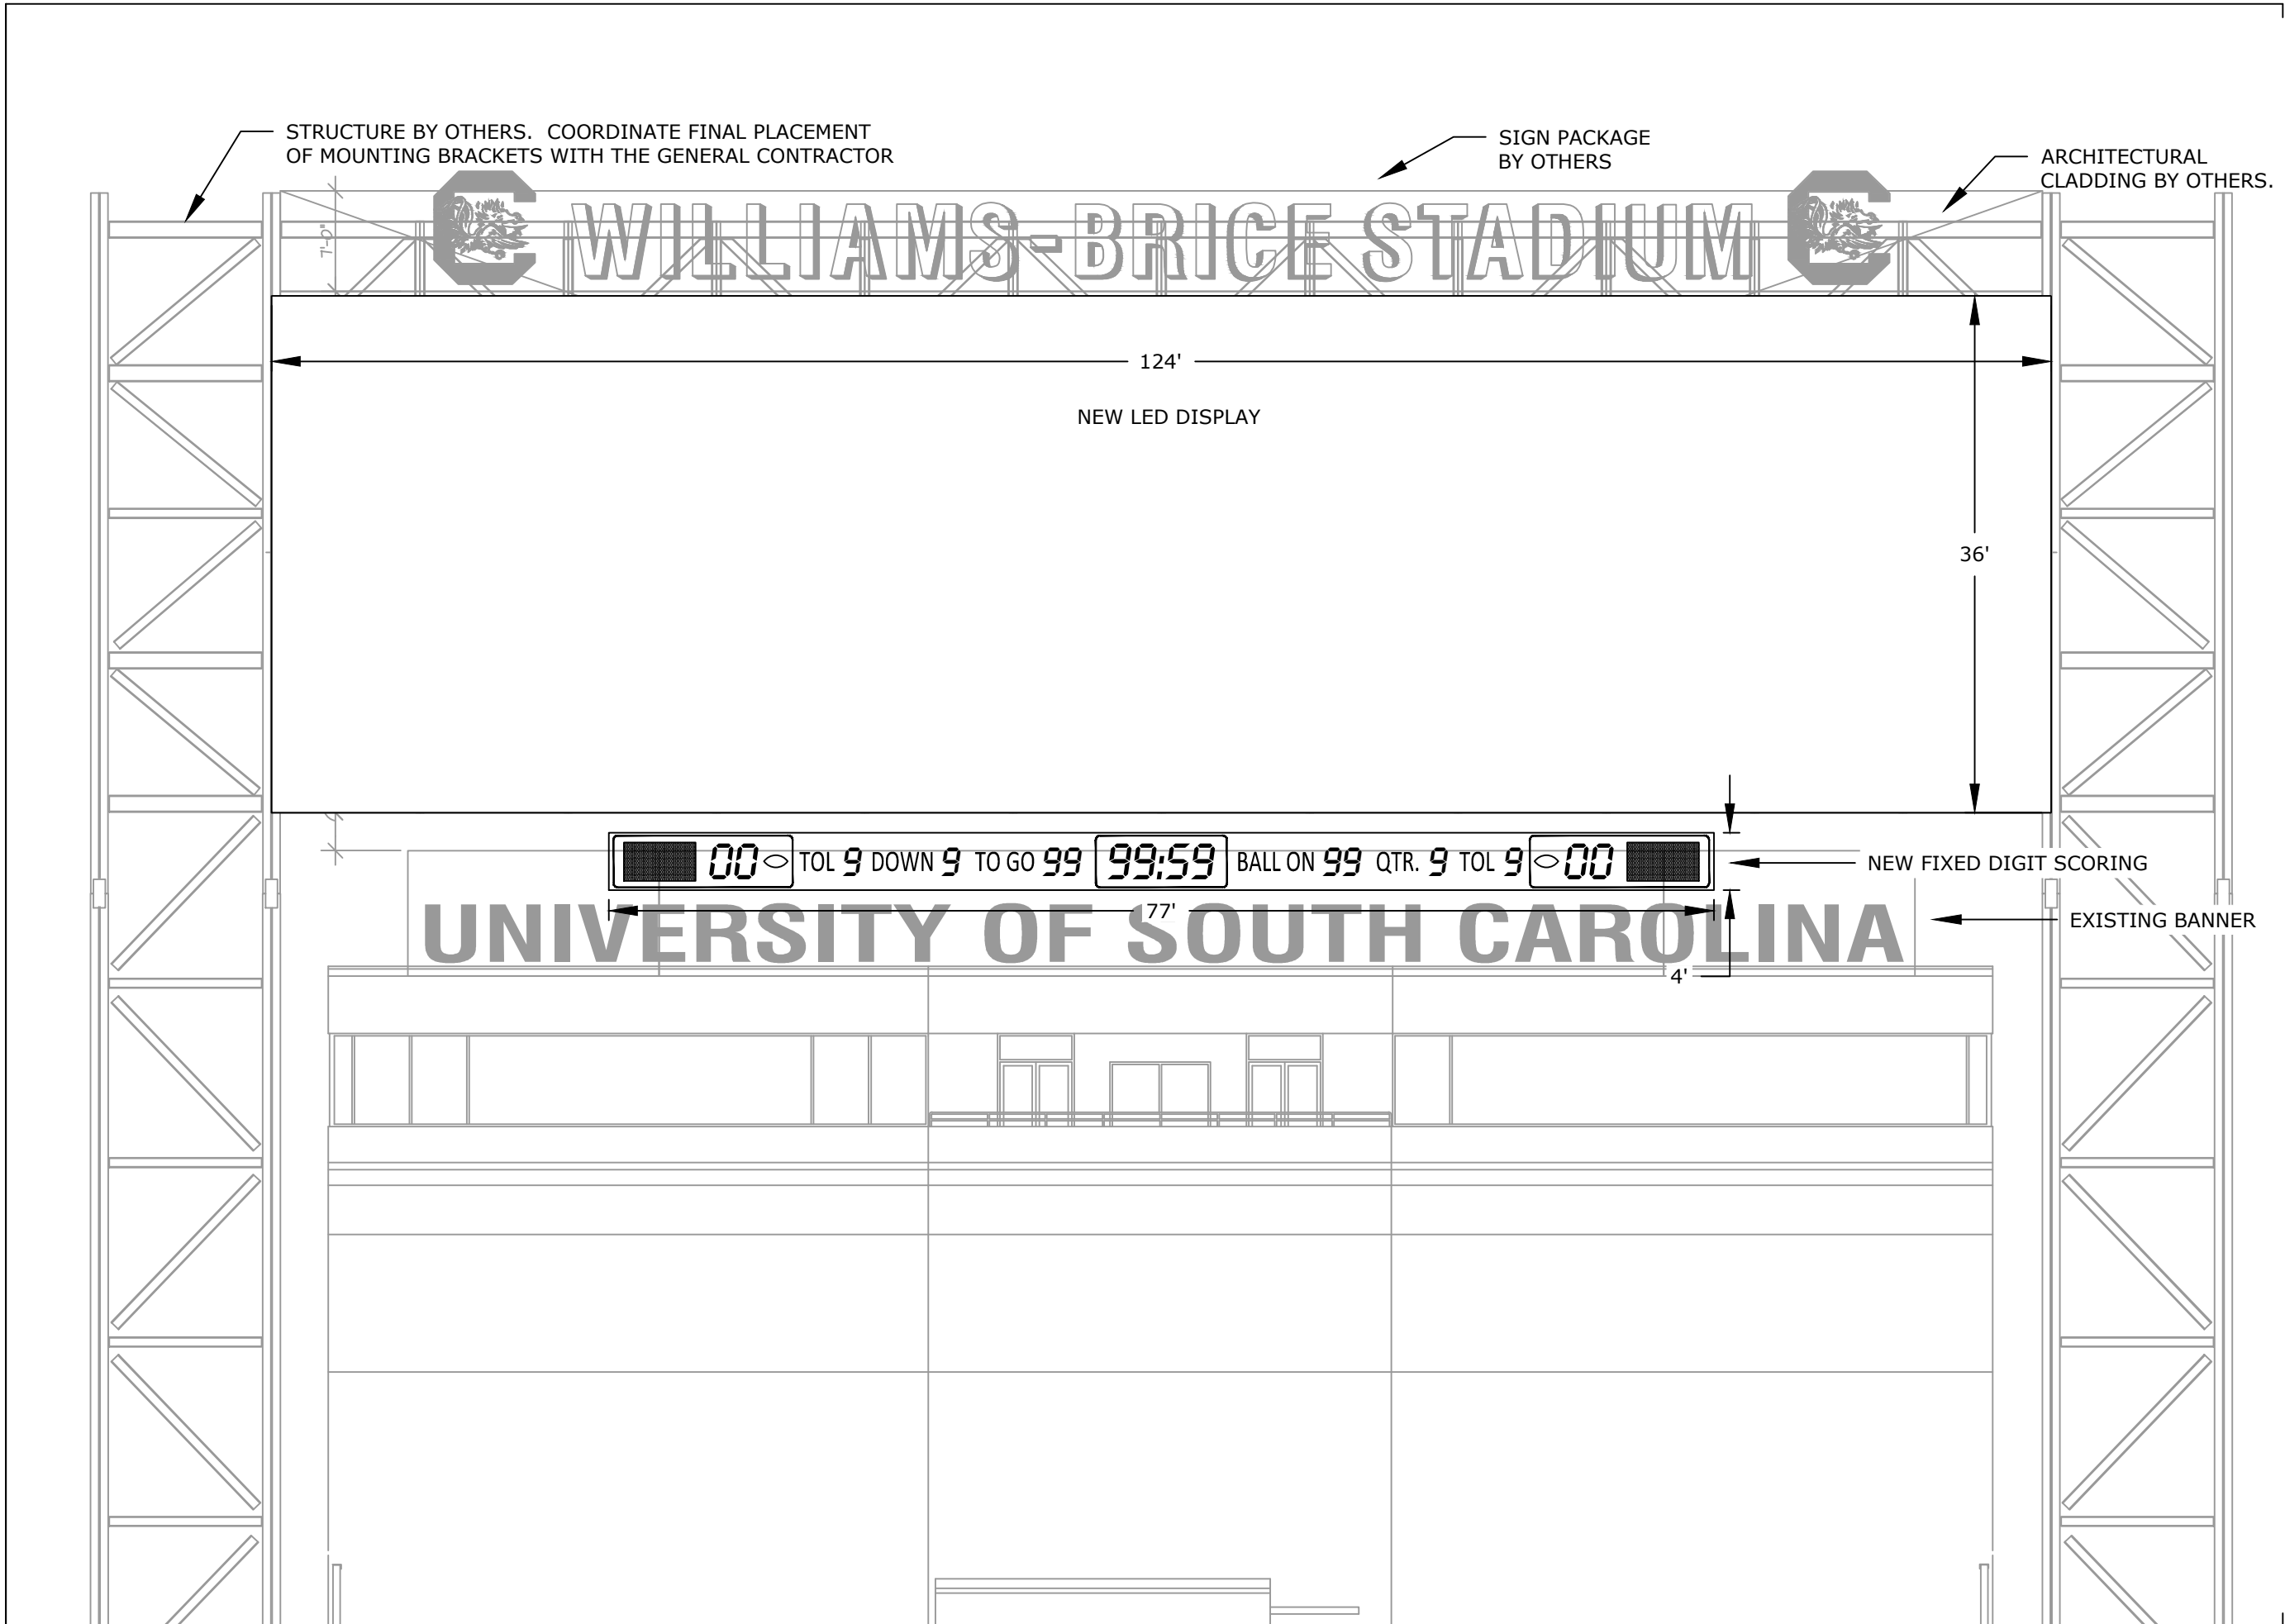 STRUCTURE BY OTHERS.  COORDINATE FINAL PLACEMENT
OF MOUNTING BRACKETS WITH THE GENERAL CONTRACTOR
SIGN PACKAGE
BY OTHERS
ARCHITECTURAL
CLADDING BY OTHERS.
7'-0"
C WILLIAMS-BRICE STADIUM C
124'
NEW LED DISPLAY
36'
00 TOL 9 DOWN 9 TO GO 99 99:59 BALL ON 99 QTR. 9 TOL 9 00
NEW FIXED DIGIT SCORING
77'
UNIVERSITY OF SOUTH CAROLINA
EXISTING BANNER
4'